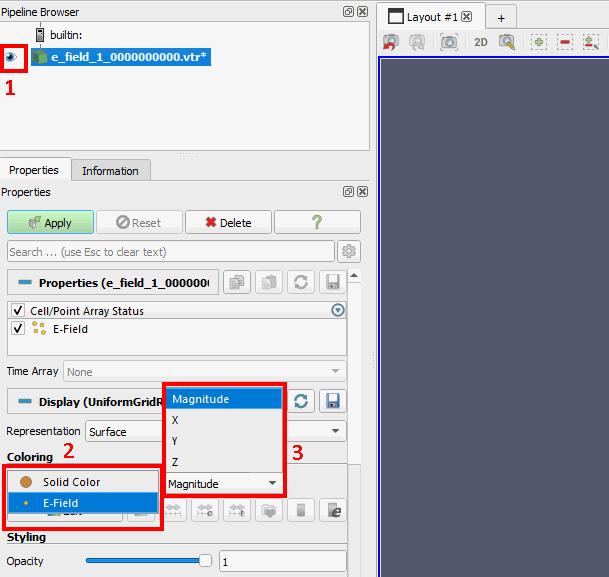 Pipeline Browser
builtin:
e_field_1_0000000000.vtr*
1
Properties
Information
Properties
Apply
Reset
Delete
?
Search ... (use Esc to clear text)
Properties (e_field_1_000000
Cell/Point Array Status
E-Field
Time Array
None
Display (UniformGridR
Representation
Surface
Magnitude
X
Y
Z
Magnitude
3
Coloring
2
Solid Color
E-Field
Styling
Opacity
1
Layout #1
+
2D